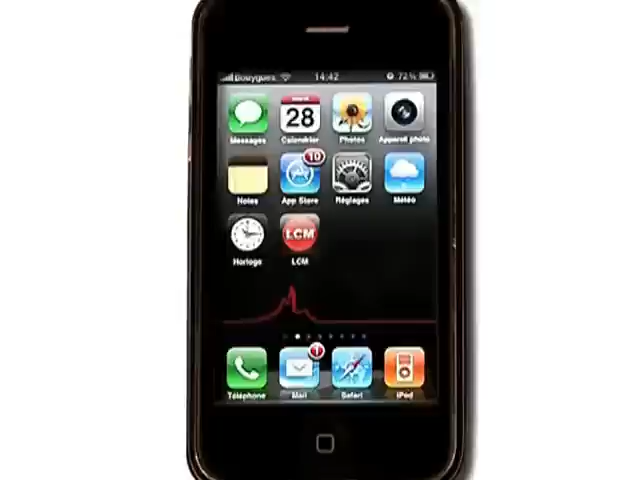 Bouygues 14:42 72 %
28
Messages Calendrier Photos Appareil photo
10
Notes App Store Réglages Météo
LCM
Horloge LCM
1
Téléphone Mail Safari iPod